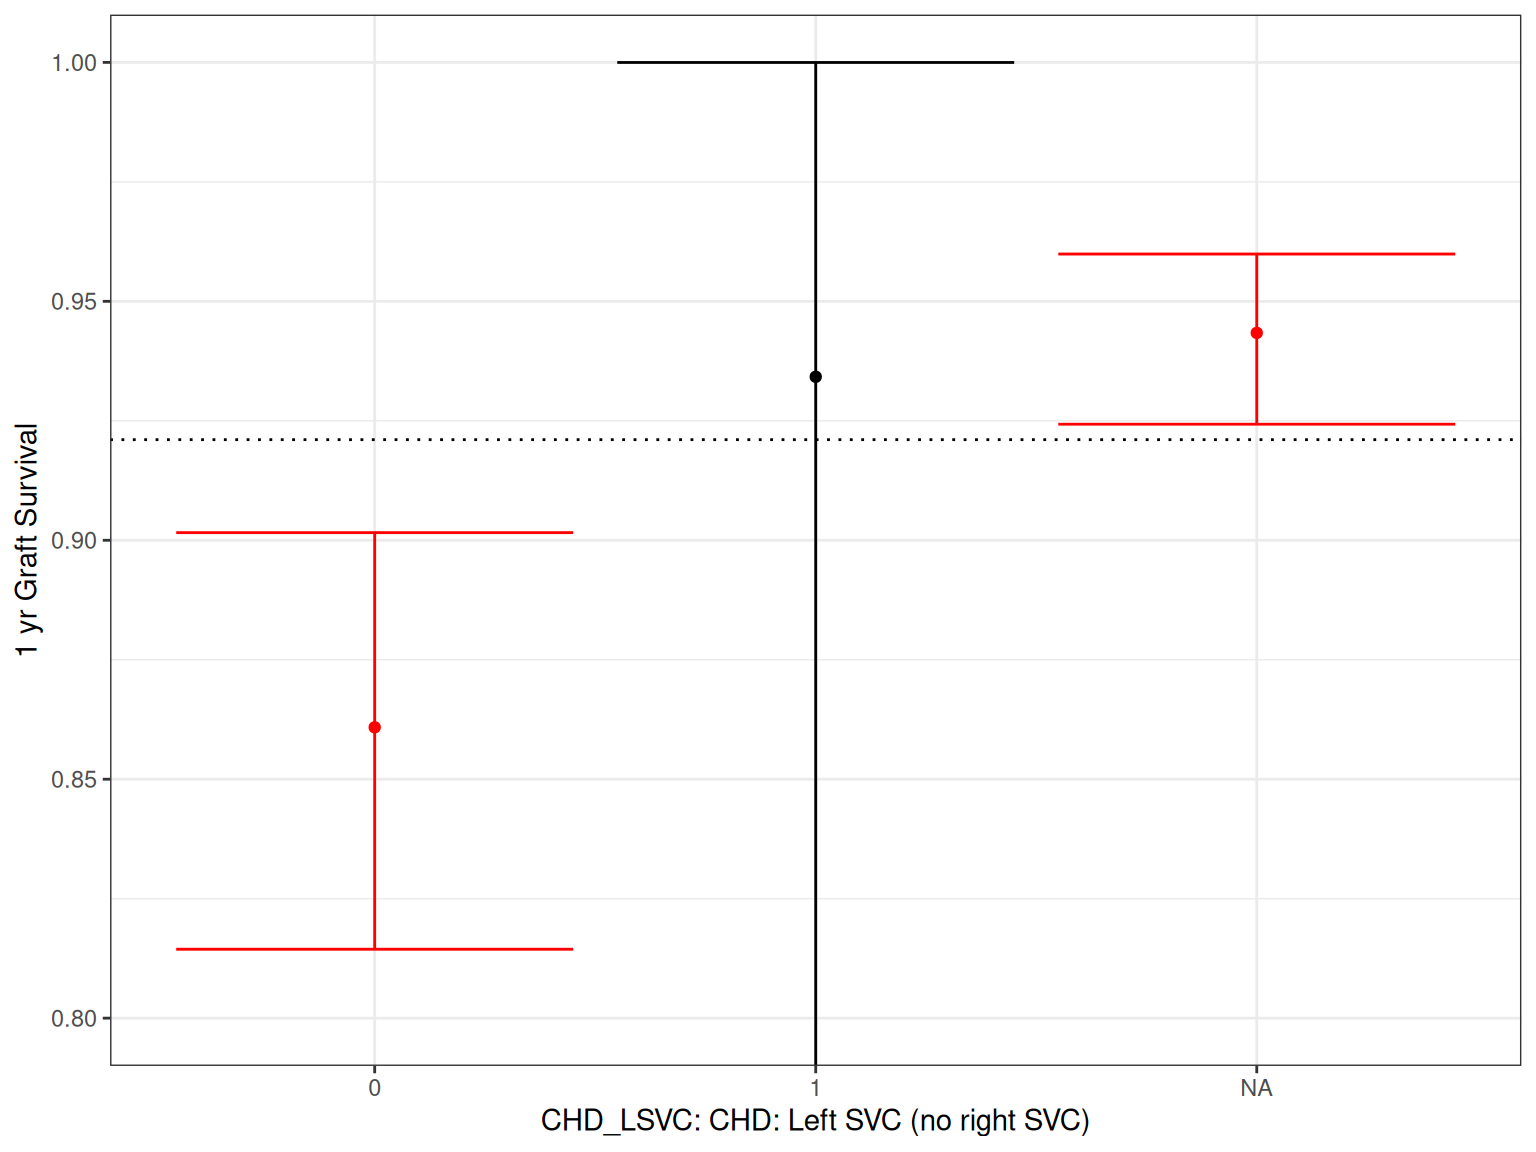 1.00
0.95
0.90
0.85
0.80
1 yr Graft Survival
0 1 NA
CHD_LSVC: CHD: Left SVC (no right SVC)